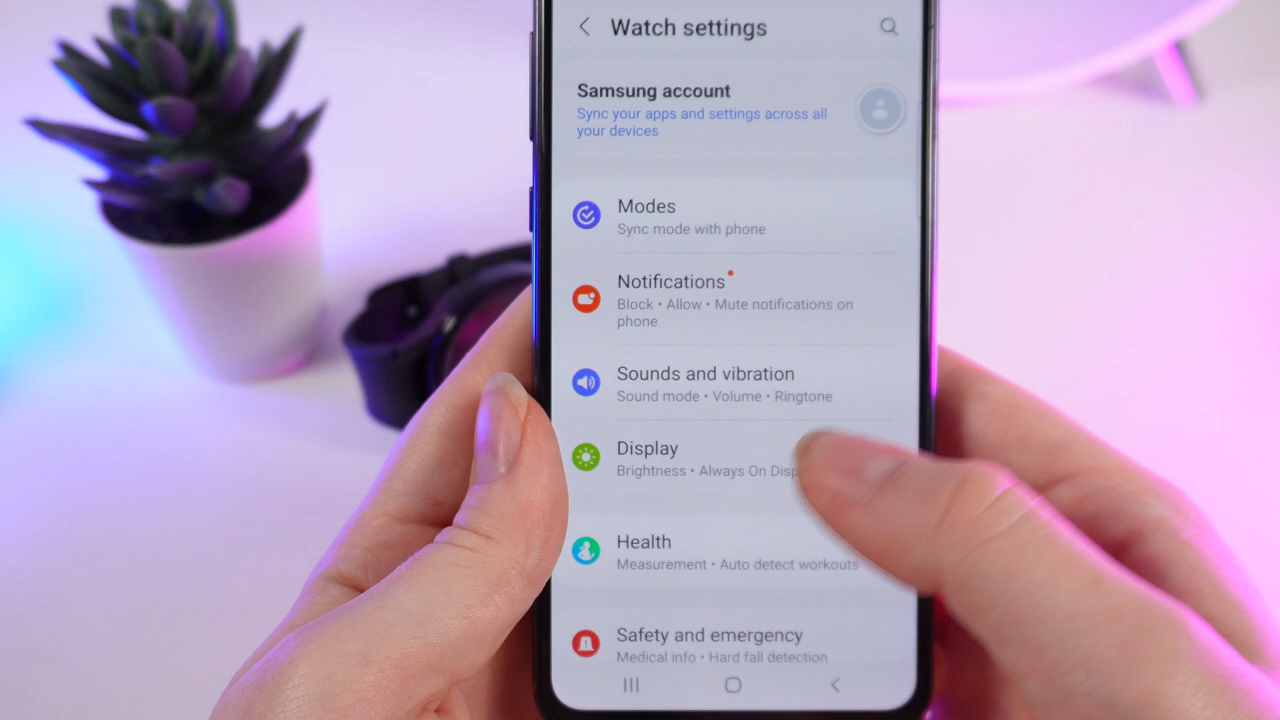 Watch settings
Samsung account
Sync your apps and settings across all
your devices
Modes
Sync mode with phone
Notifications
Block • Allow • Mute notifications on
phone
Sounds and vibration
Sound mode • Volume • Ringtone
Display
Brightness • Always On
Health
Measurement • Auto detect workouts
Safety and emergency
Medical info • Hard fall detection